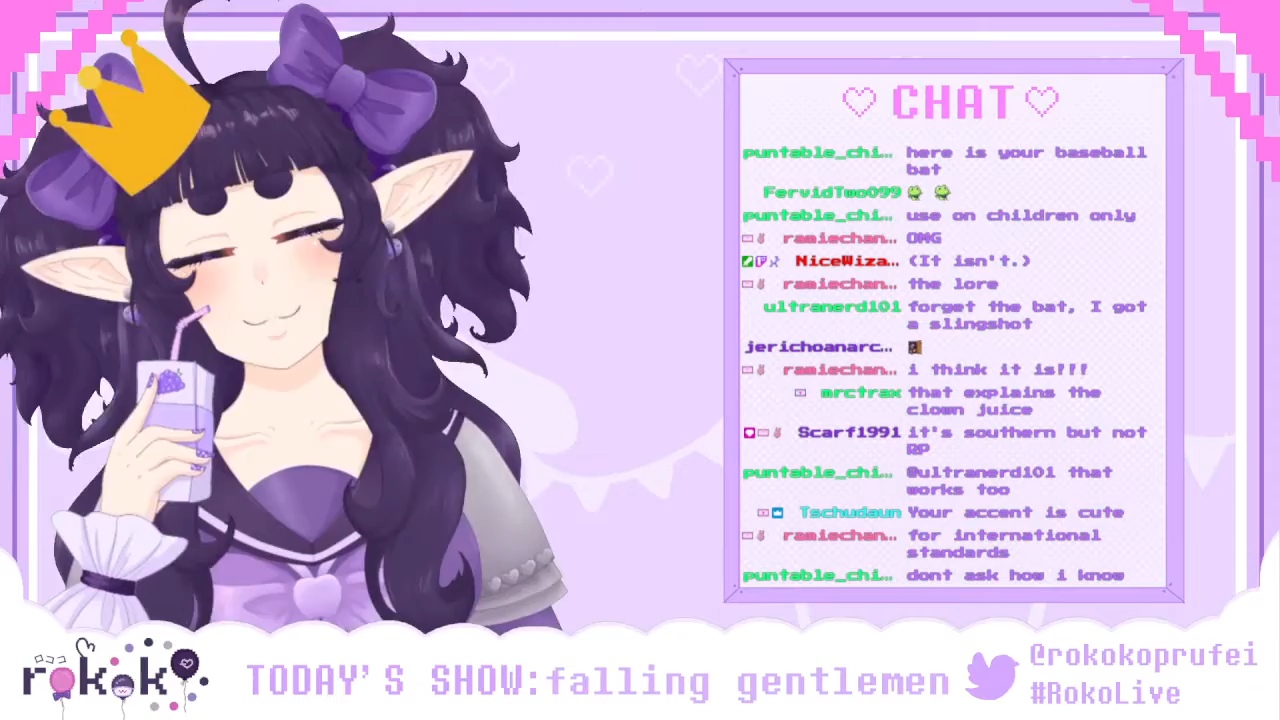 CHAT
puntable_chi... here is your baseball
bat
FervidTwo099
puntable_chi... use on children only
ramiechan... OMG
NiceWiza... (It isn't.)
ramiechan... the lore
ultranerd101 forget the bat, I got
a slingshot
jerichoanarc...
ramiechan... i think it is!!!
mrctrax that explains the
clown juice
Scarf1991 it's southern but not
RP
puntable_chi... @ultranerd101 that
works too
Tschudaun Your accent is cute
ramiechan... for international
standards
puntable_chi... dont ask how i know
ロココ
rokoko
TODAY'S SHOW:falling gentlemen
@rokokoprufei
#RokoLive